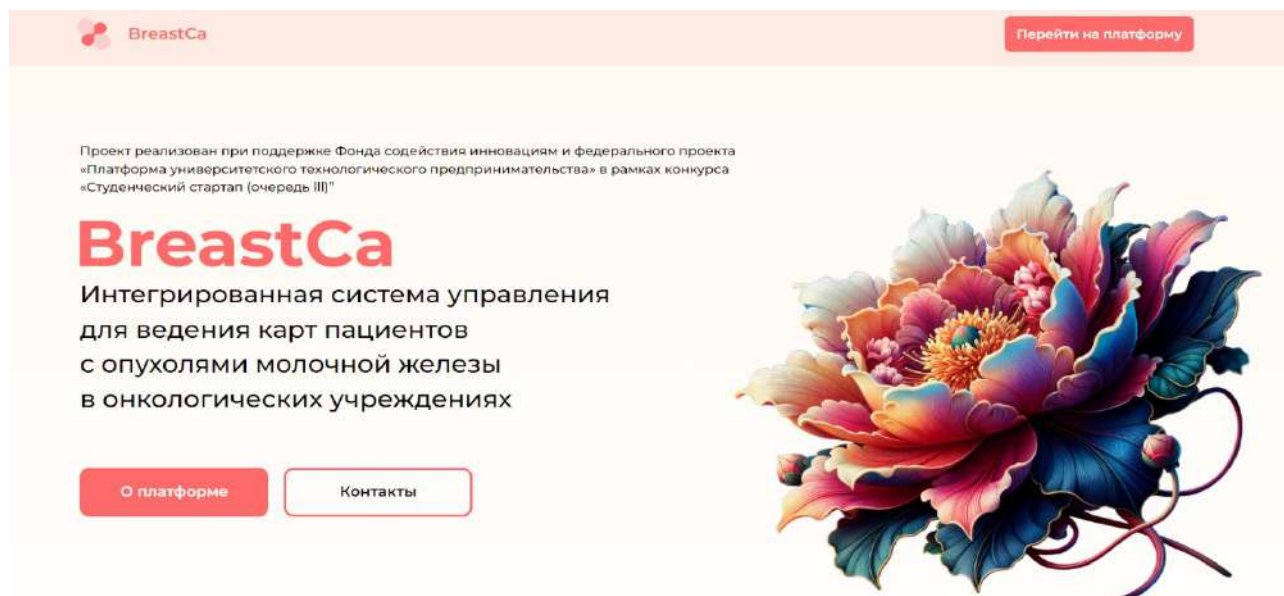 BreastCa
Перейти на платформу
Проект реализован при поддержке Фонда содействия инновациям и федерального проекта
«Платформа университетского технологического предпринимательства» в рамках конкурса
«Студенческий стартап (очередь III)"
BreastCa
Интегрированная система управления
для ведения карт пациентов
с опухолями молочной железы
в онкологических учреждениях
О платформе
Контакты